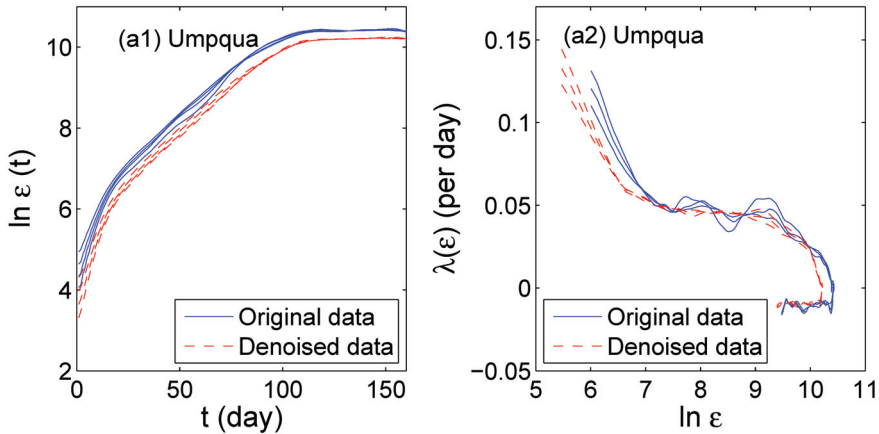 (a1) Umpqua
ln ε (t)
10
8
6
4
2
0
50
100
150
t (day)
Original data
Denoised data
(a2) Umpqua
λ(ε) (per day)
0.15
0.1
0.05
0
−0.05
5
6
7
8
9
10
11
ln ε
Original data
Denoised data